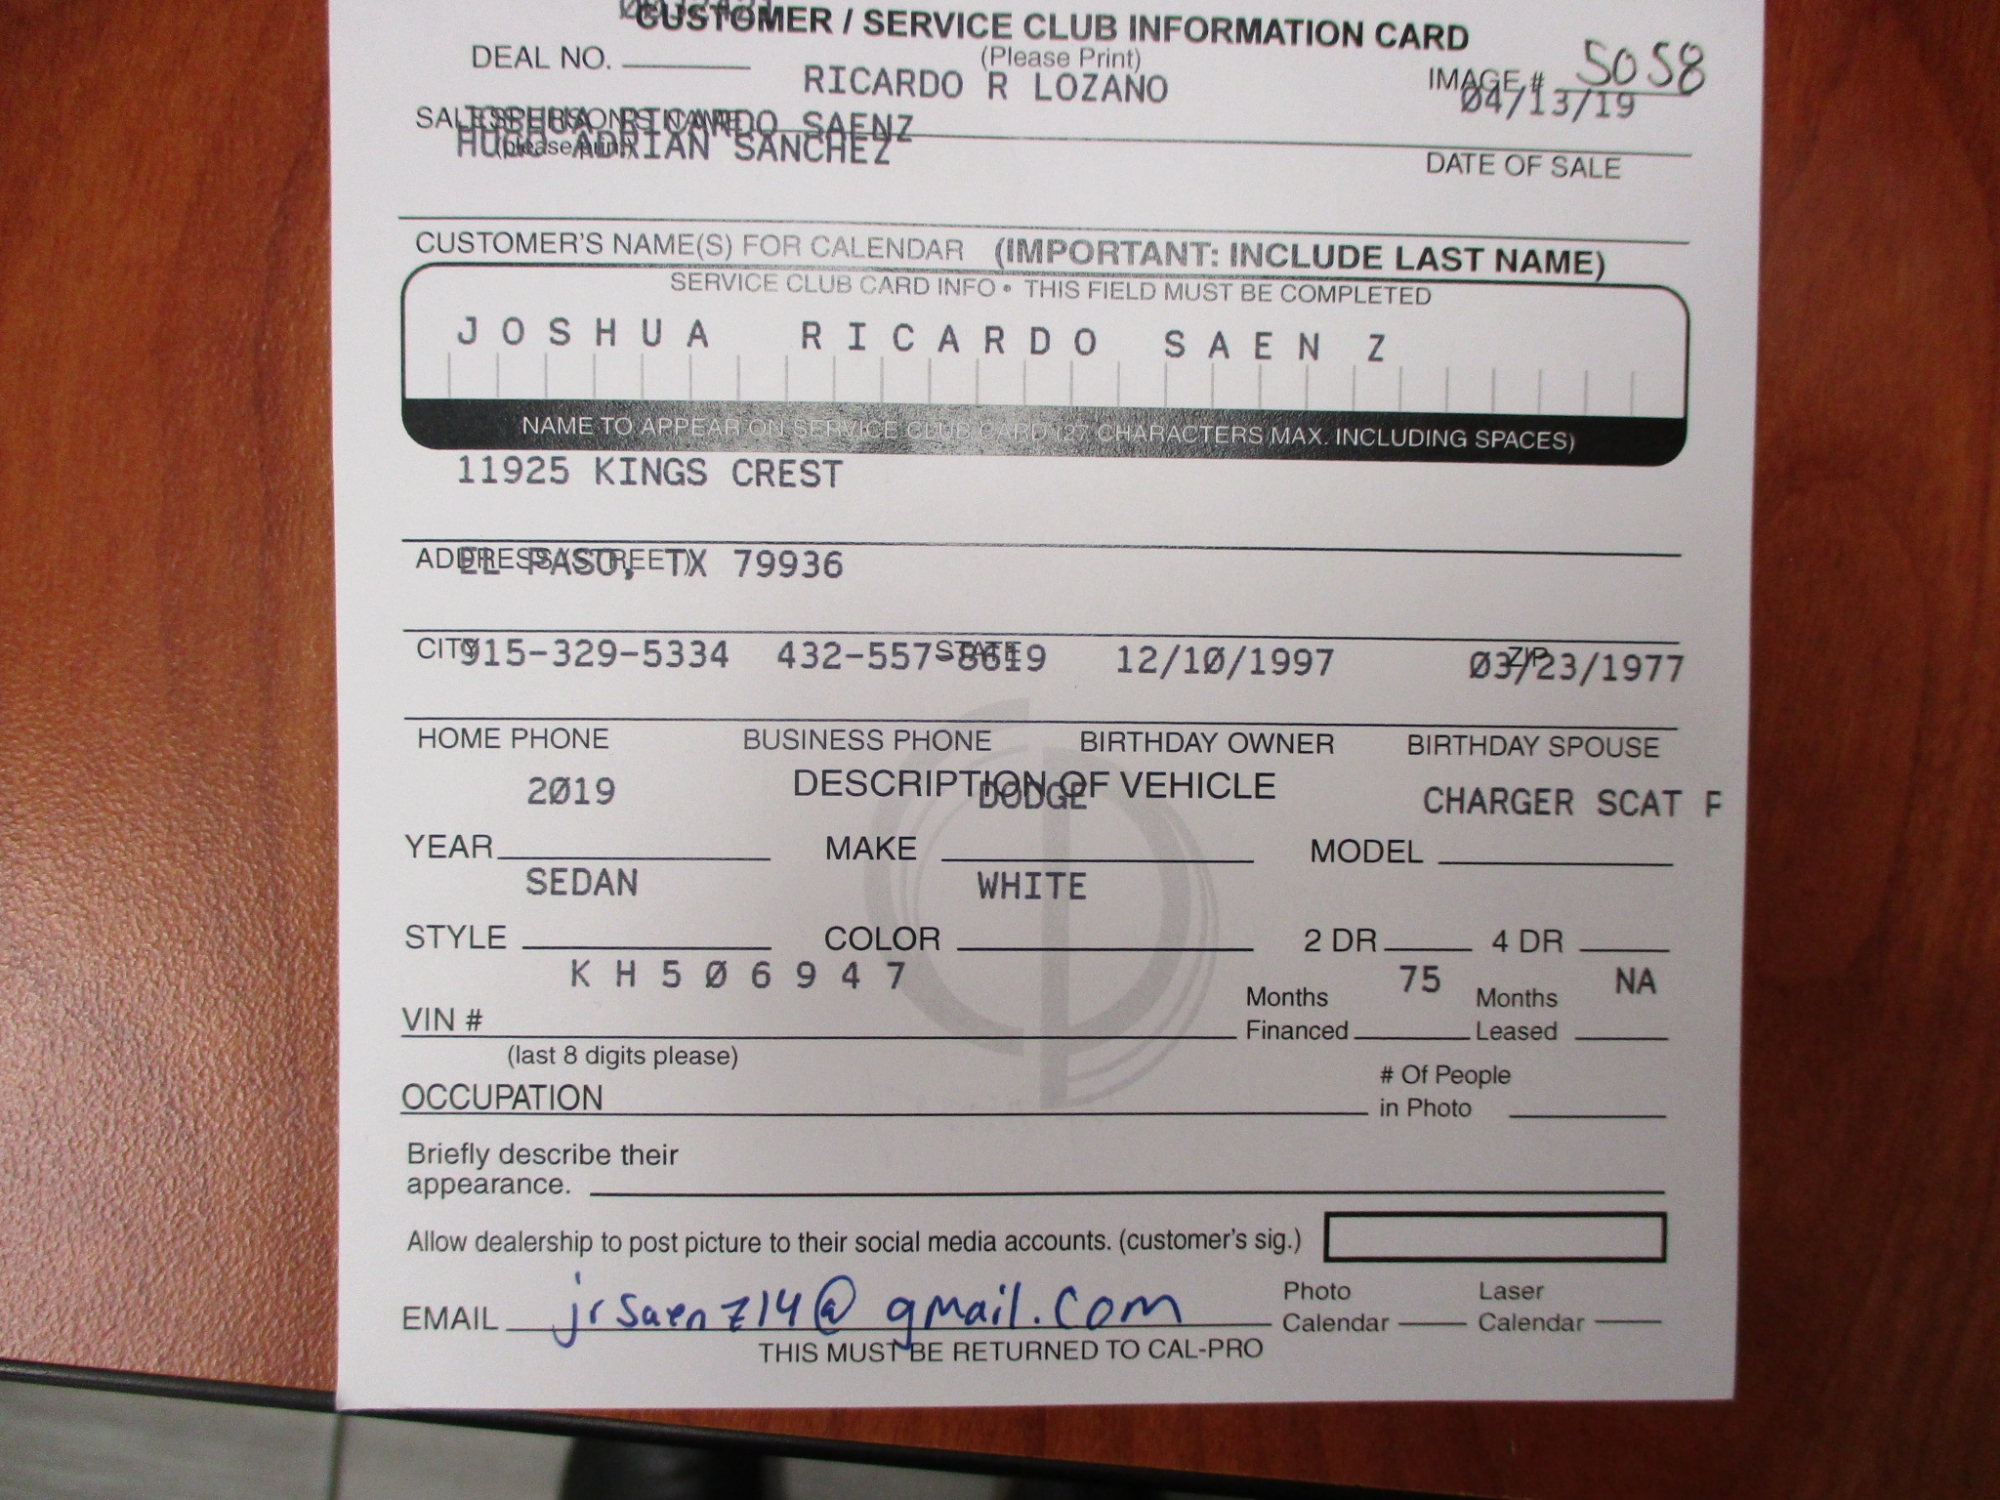 CUSTOMER / SERVICE CLUB INFORMATION CARD
(Please Print)
DEAL NO.
RICARDO R LOZANO
IMAGE # 5058
04/13/19
SALESPERSON'S NAME
JOSHUA RICARDO SAENZ
(please print)
HUGO ADRIAN SANCHEZ
DATE OF SALE
CUSTOMER'S NAME(S) FOR CALENDAR (IMPORTANT: INCLUDE LAST NAME)
SERVICE CLUB CARD INFO • THIS FIELD MUST BE COMPLETED
JOSHUA RICARDO SAENZ
NAME TO APPEAR ON SERVICE CLUB CARD (27 CHARACTERS MAX. INCLUDING SPACES)
11925 KINGS CREST
ADDRESS (STREET)
EL PASO, TX 79936
CITY STATE ZIP
915-329-5334 432-557-8619 12/10/1997 03/23/1977
HOME PHONE BUSINESS PHONE BIRTHDAY OWNER BIRTHDAY SPOUSE
DESCRIPTION OF VEHICLE
2019 DODGE CHARGER SCAT
YEAR MAKE MODEL
SEDAN WHITE
STYLE COLOR 2 DR 4 DR
KH506947 75 NA
VIN # Months Financed Months Leased
(last 8 digits please)
OCCUPATION # Of People in Photo
Briefly describe their
appearance.
Allow dealership to post picture to their social media accounts. (customer's sig.)
EMAIL jrsaenz14@gmail.com Photo Calendar Laser Calendar
THIS MUST BE RETURNED TO CAL-PRO